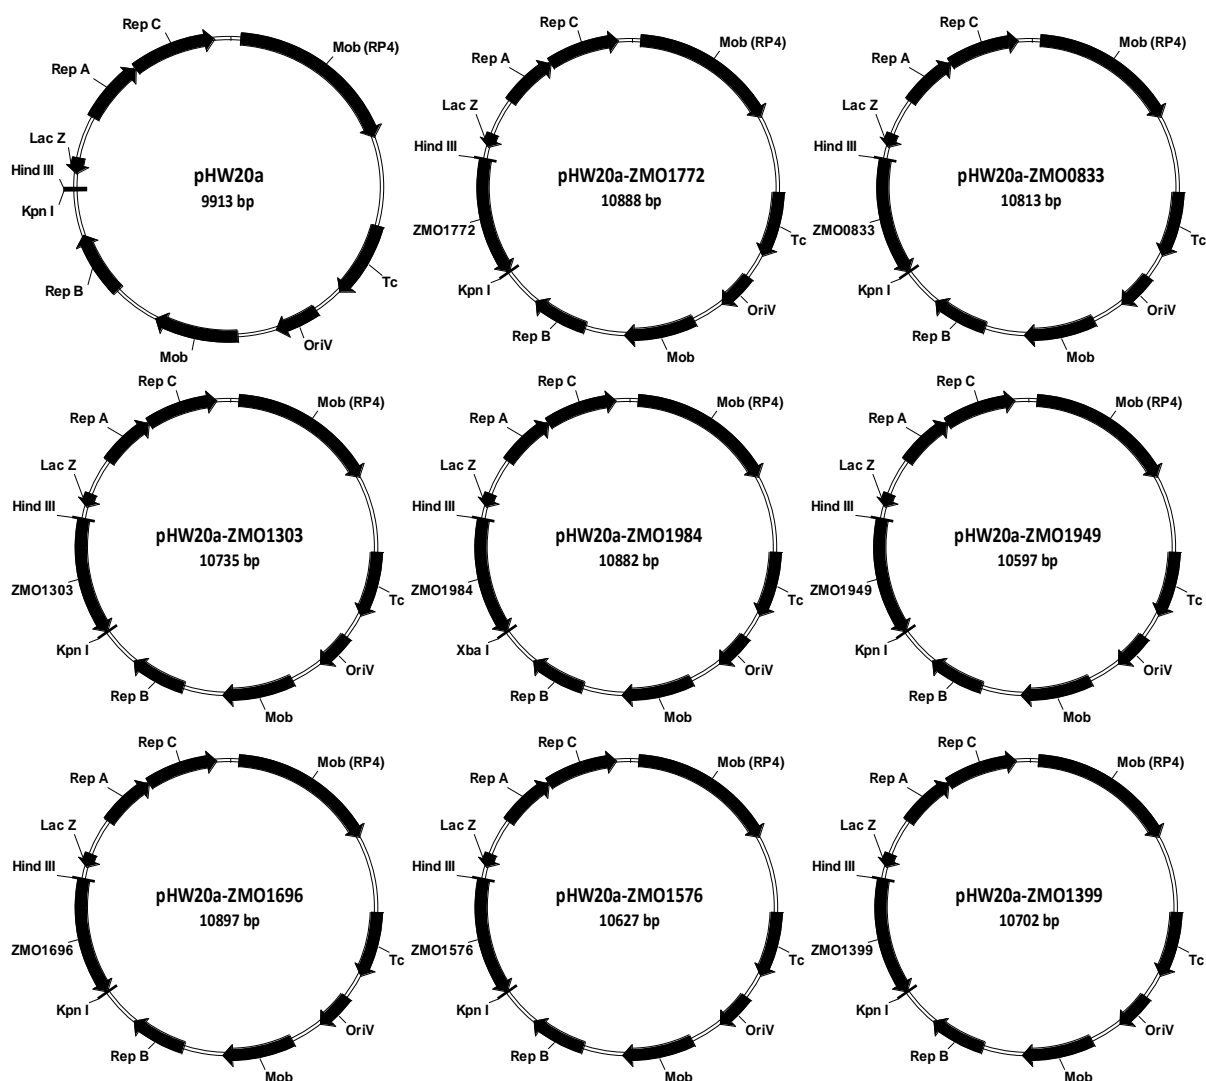 Rep C
Mob (RP4)
Rep A
Lac Z
Hind III
Kpn I
pHW20a
9913 bp
Rep B
Tc
OriV
Mob
Rep C
Mob (RP4)
Rep A
Lac Z
Hind III
pHW20a-ZMO1772
10888 bp
ZMO1772
Tc
Kpn I
OriV
Rep B
Mob
Rep C
Mob (RP4)
Rep A
Lac Z
Hind III
pHW20a-ZMO0833
10813 bp
ZMO0833
Tc
Kpn I
OriV
Rep B
Mob
Rep C
Mob (RP4)
Rep A
Lac Z
Hind III
pHW20a-ZMO1303
10735 bp
ZMO1303
Tc
Kpn I
OriV
Rep B
Mob
Rep C
Mob (RP4)
Rep A
Lac Z
Hind III
pHW20a-ZMO1984
10882 bp
ZMO1984
Tc
Xba I
OriV
Rep B
Mob
Rep C
Mob (RP4)
Rep A
Lac Z
Hind III
pHW20a-ZMO1949
10597 bp
ZMO1949
Tc
Kpn I
OriV
Rep B
Mob
Rep C
Mob (RP4)
Rep A
Lac Z
Hind III
pHW20a-ZMO1696
10897 bp
ZMO1696
Tc
Kpn I
OriV
Rep B
Mob
Rep C
Mob (RP4)
Rep A
Lac Z
Hind III
pHW20a-ZMO1576
10627 bp
ZMO1576
Tc
Kpn I
OriV
Rep B
Mob
Rep C
Mob (RP4)
Rep A
Lac Z
Hind III
pHW20a-ZMO1399
10702 bp
ZMO1399
Tc
Kpn I
OriV
Rep B
Mob